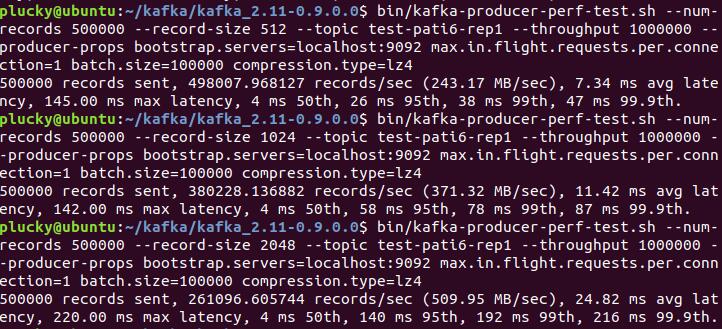 plucky@ubuntu:~/kafka/kafka_2.11-0.9.0.0$ bin/kafka-producer-perf-test.sh --num-
records 500000 --record-size 512 --topic test-pati6-rep1 --throughput 1000000 --
producer-props bootstrap.servers=localhost:9092 max.in.flight.requests.per.conne
ction=1 batch.size=100000 compression.type=lz4
500000 records sent, 498007.968127 records/sec (243.17 MB/sec), 7.34 ms avg late
ncy, 145.00 ms max latency, 4 ms 50th, 26 ms 95th, 38 ms 99th, 47 ms 99.9th.
plucky@ubuntu:~/kafka/kafka_2.11-0.9.0.0$ bin/kafka-producer-perf-test.sh --num-
records 500000 --record-size 1024 --topic test-pati6-rep1 --throughput 1000000 -
-producer-props bootstrap.servers=localhost:9092 max.in.flight.requests.per.conn
ection=1 batch.size=100000 compression.type=lz4
500000 records sent, 380228.136882 records/sec (371.32 MB/sec), 11.42 ms avg lat
ency, 142.00 ms max latency, 4 ms 50th, 58 ms 95th, 78 ms 99th, 87 ms 99.9th.
plucky@ubuntu:~/kafka/kafka_2.11-0.9.0.0$ bin/kafka-producer-perf-test.sh --num-
records 500000 --record-size 2048 --topic test-pati6-rep1 --throughput 1000000 -
-producer-props bootstrap.servers=localhost:9092 max.in.flight.requests.per.conn
ection=1 batch.size=100000 compression.type=lz4
500000 records sent, 261096.605744 records/sec (509.95 MB/sec), 24.82 ms avg lat
ency, 220.00 ms max latency, 4 ms 50th, 140 ms 95th, 192 ms 99th, 216 ms 99.9th.